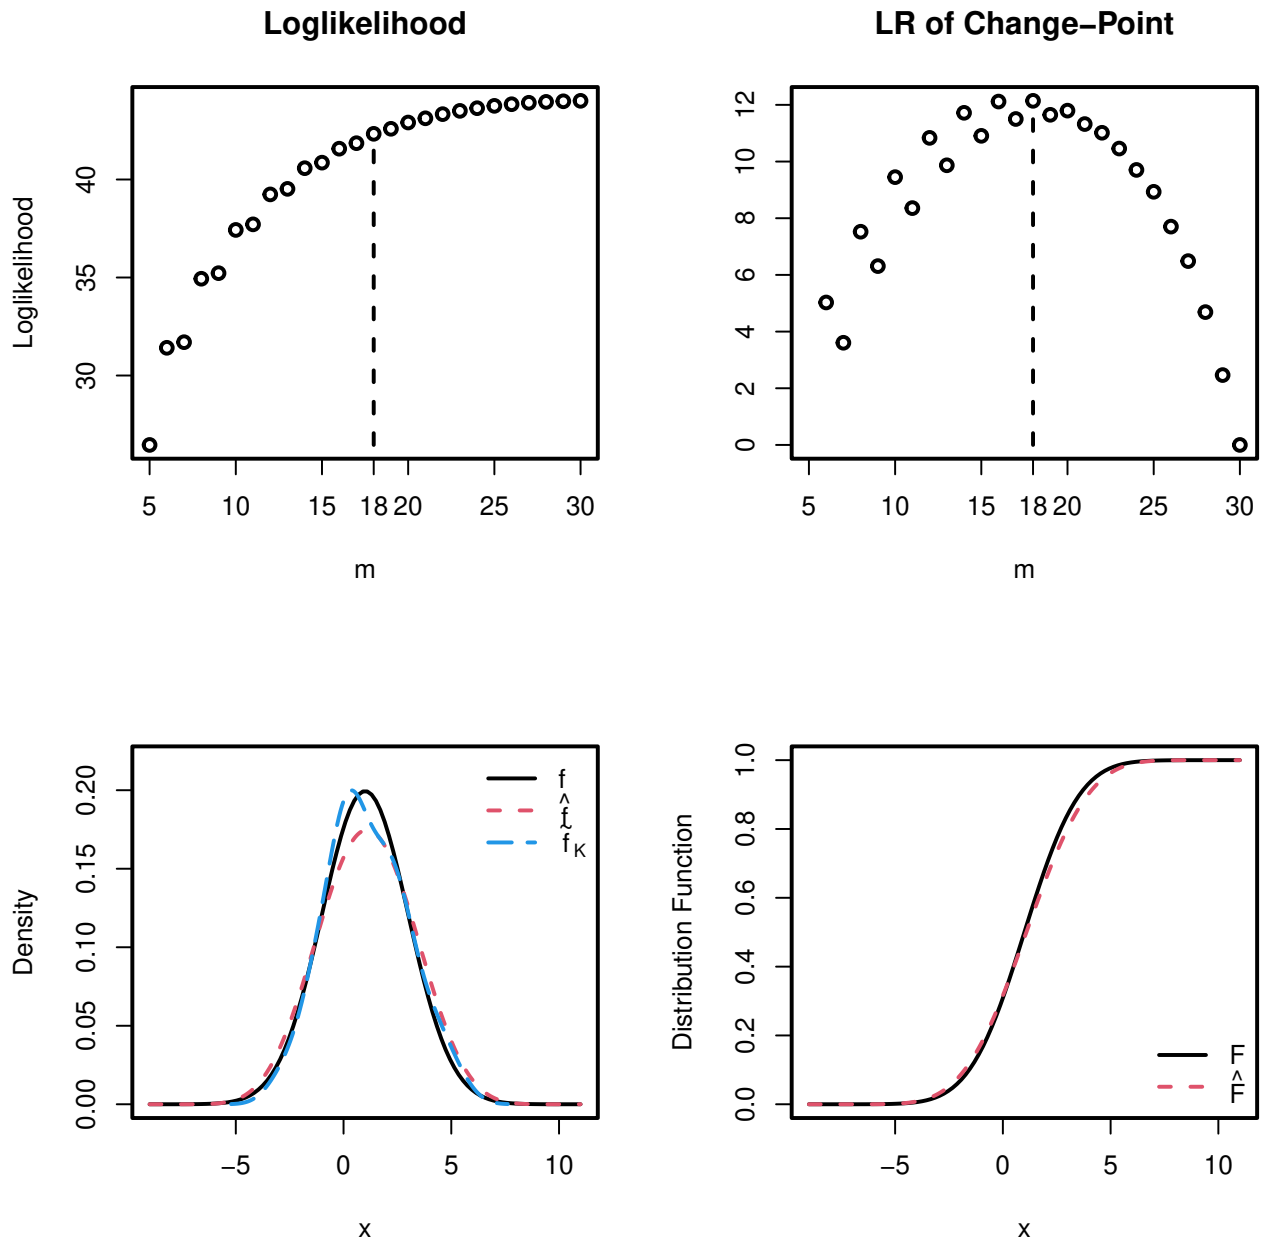 Loglikelihood
Loglikelihood
40
35
30
5 10 15 18 20 25 30
m
LR of Change−Point
12
10
8
6
4
2
0
5 10 15 18 20 25 30
m
Density
0.20
0.15
0.10
0.05
0.00
−5 0 5 10
x
f
f̂
f̃K
Distribution Function
1.0
0.8
0.6
0.4
0.2
0.0
−5 0 5 10
x
F
F̂